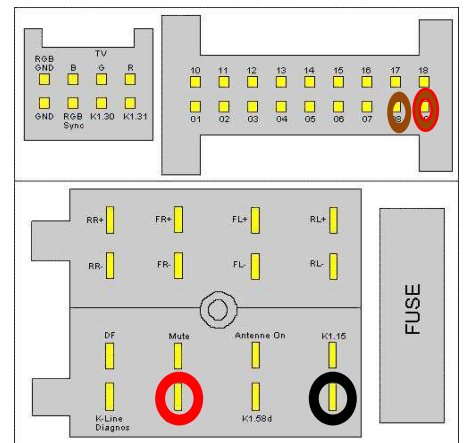 TV
RGB GND B G R
GND RGB Sync K1.30 K1.31
10 11 12 13 14 15 16 17 18
01 02 03 04 05 06 07 08
RR+ FR+ FL+ RL+
RR- FR- FL- RL-
DF Mute Antenne On K1.15
K-Line Diagnos K1.58d
FUSE